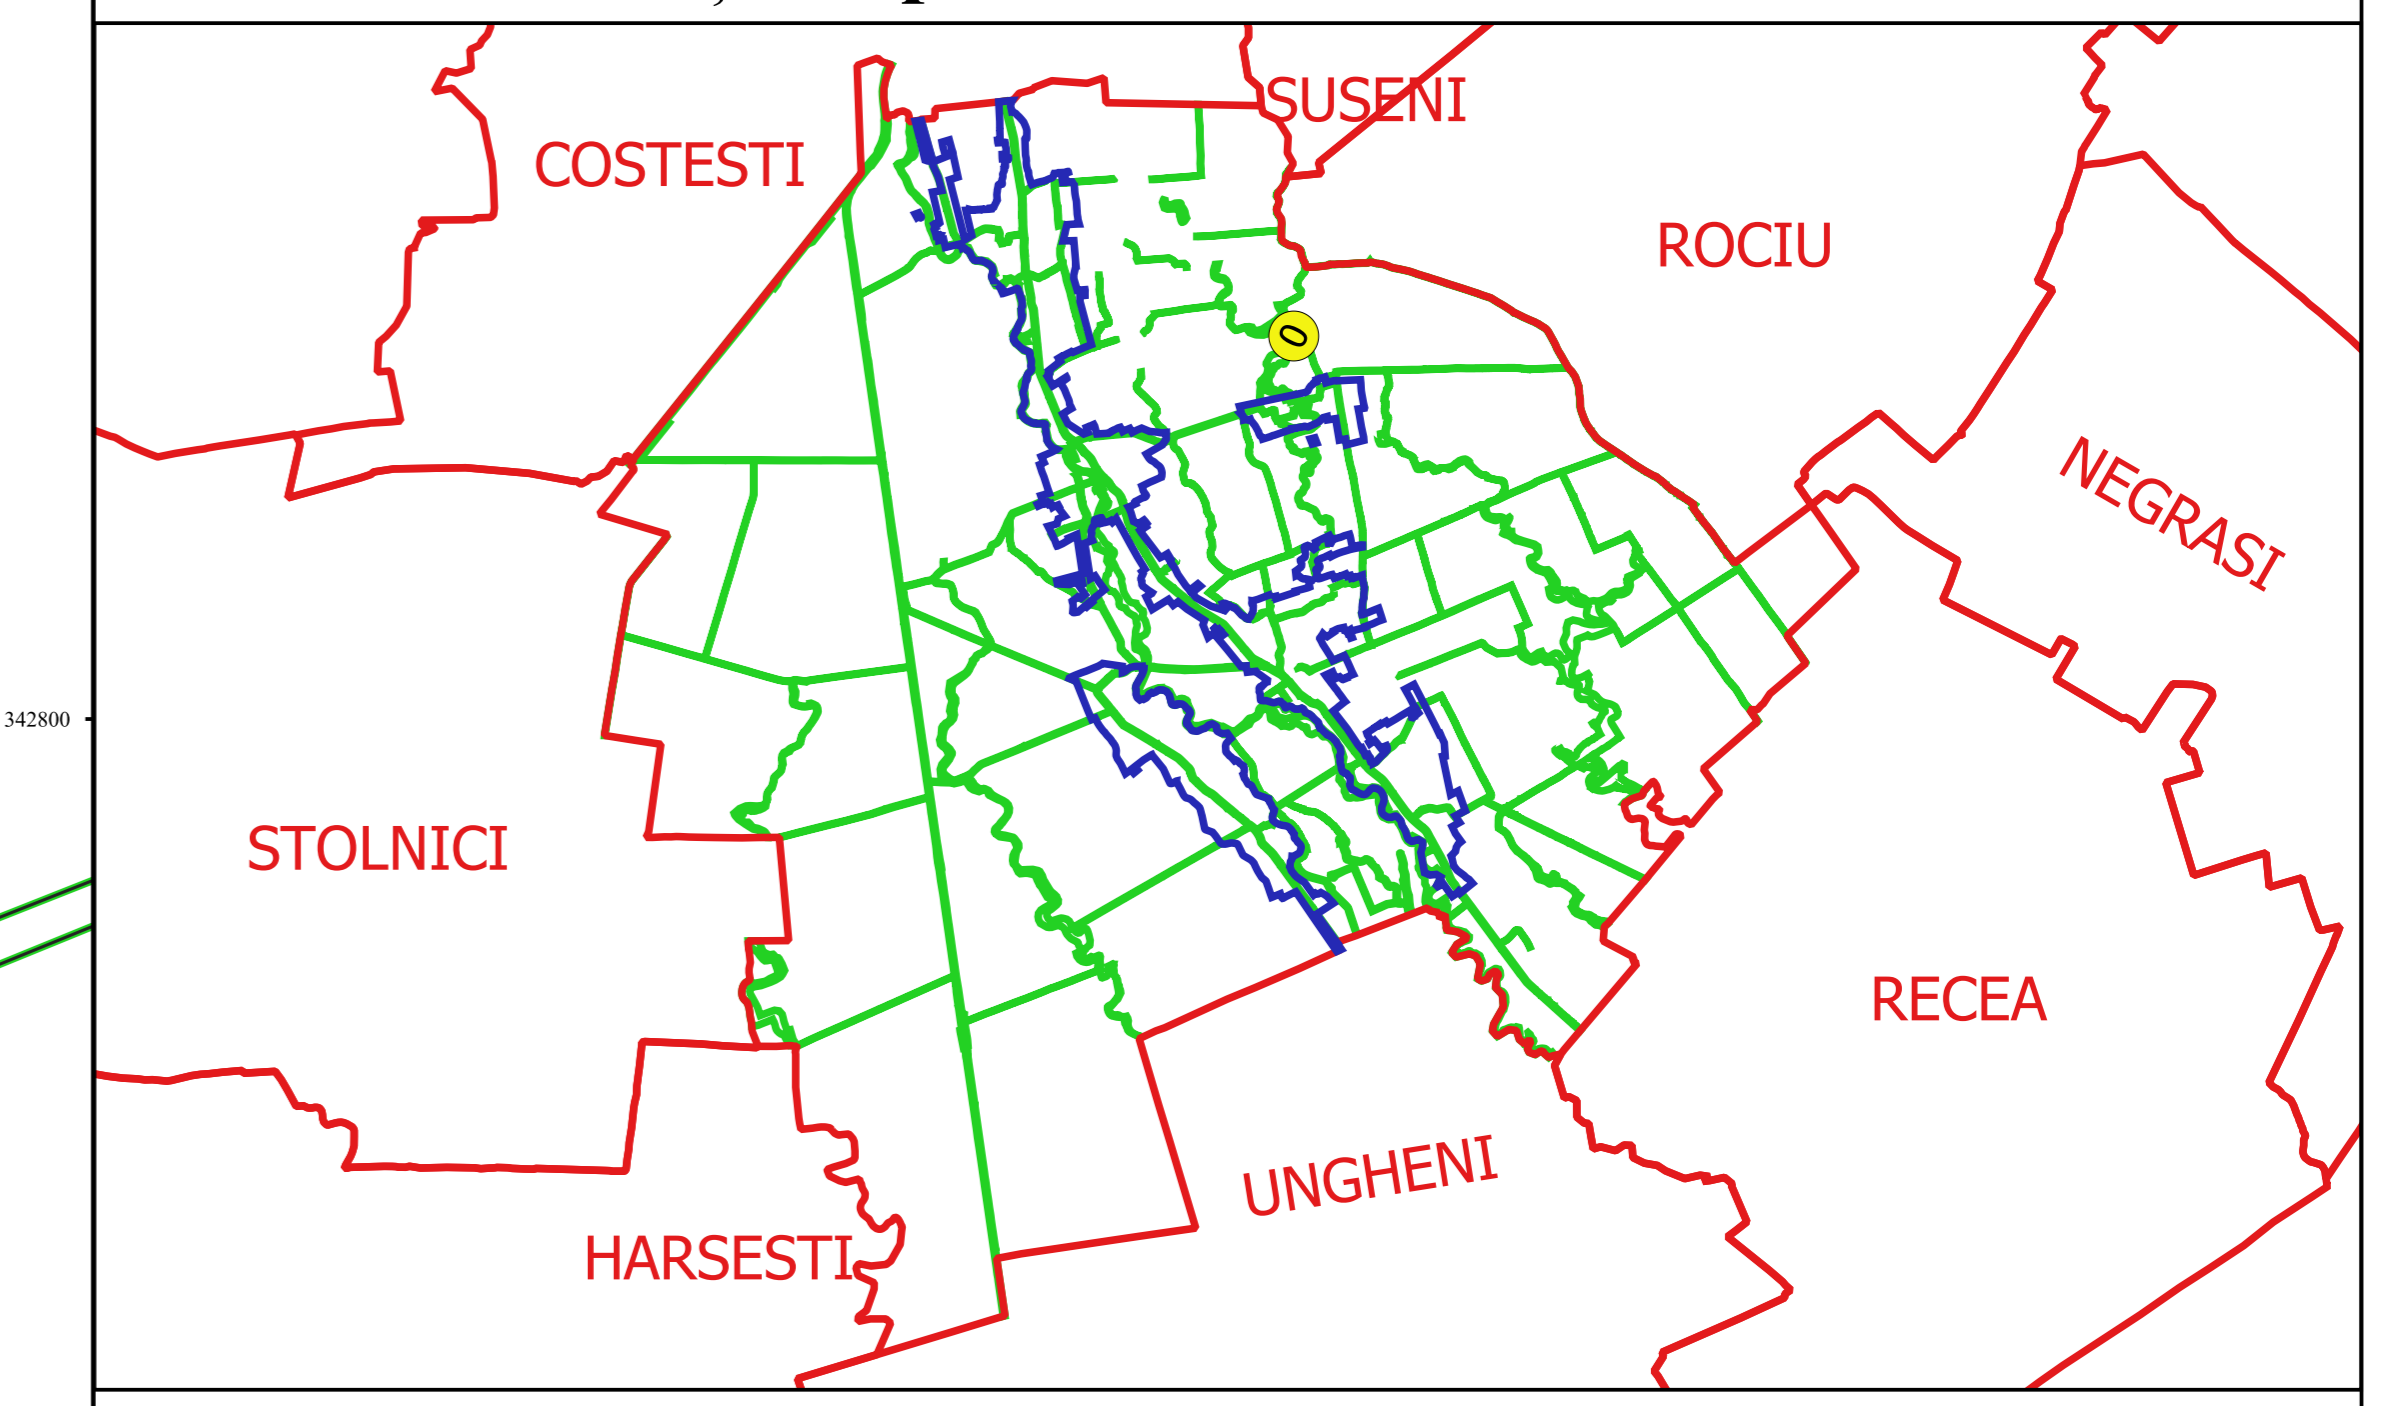 SUSENI
COSTESTI
ROCIU
0
NEGRASI
342800
STOLNICI
RECEA
UNGHENI
HARSESTI